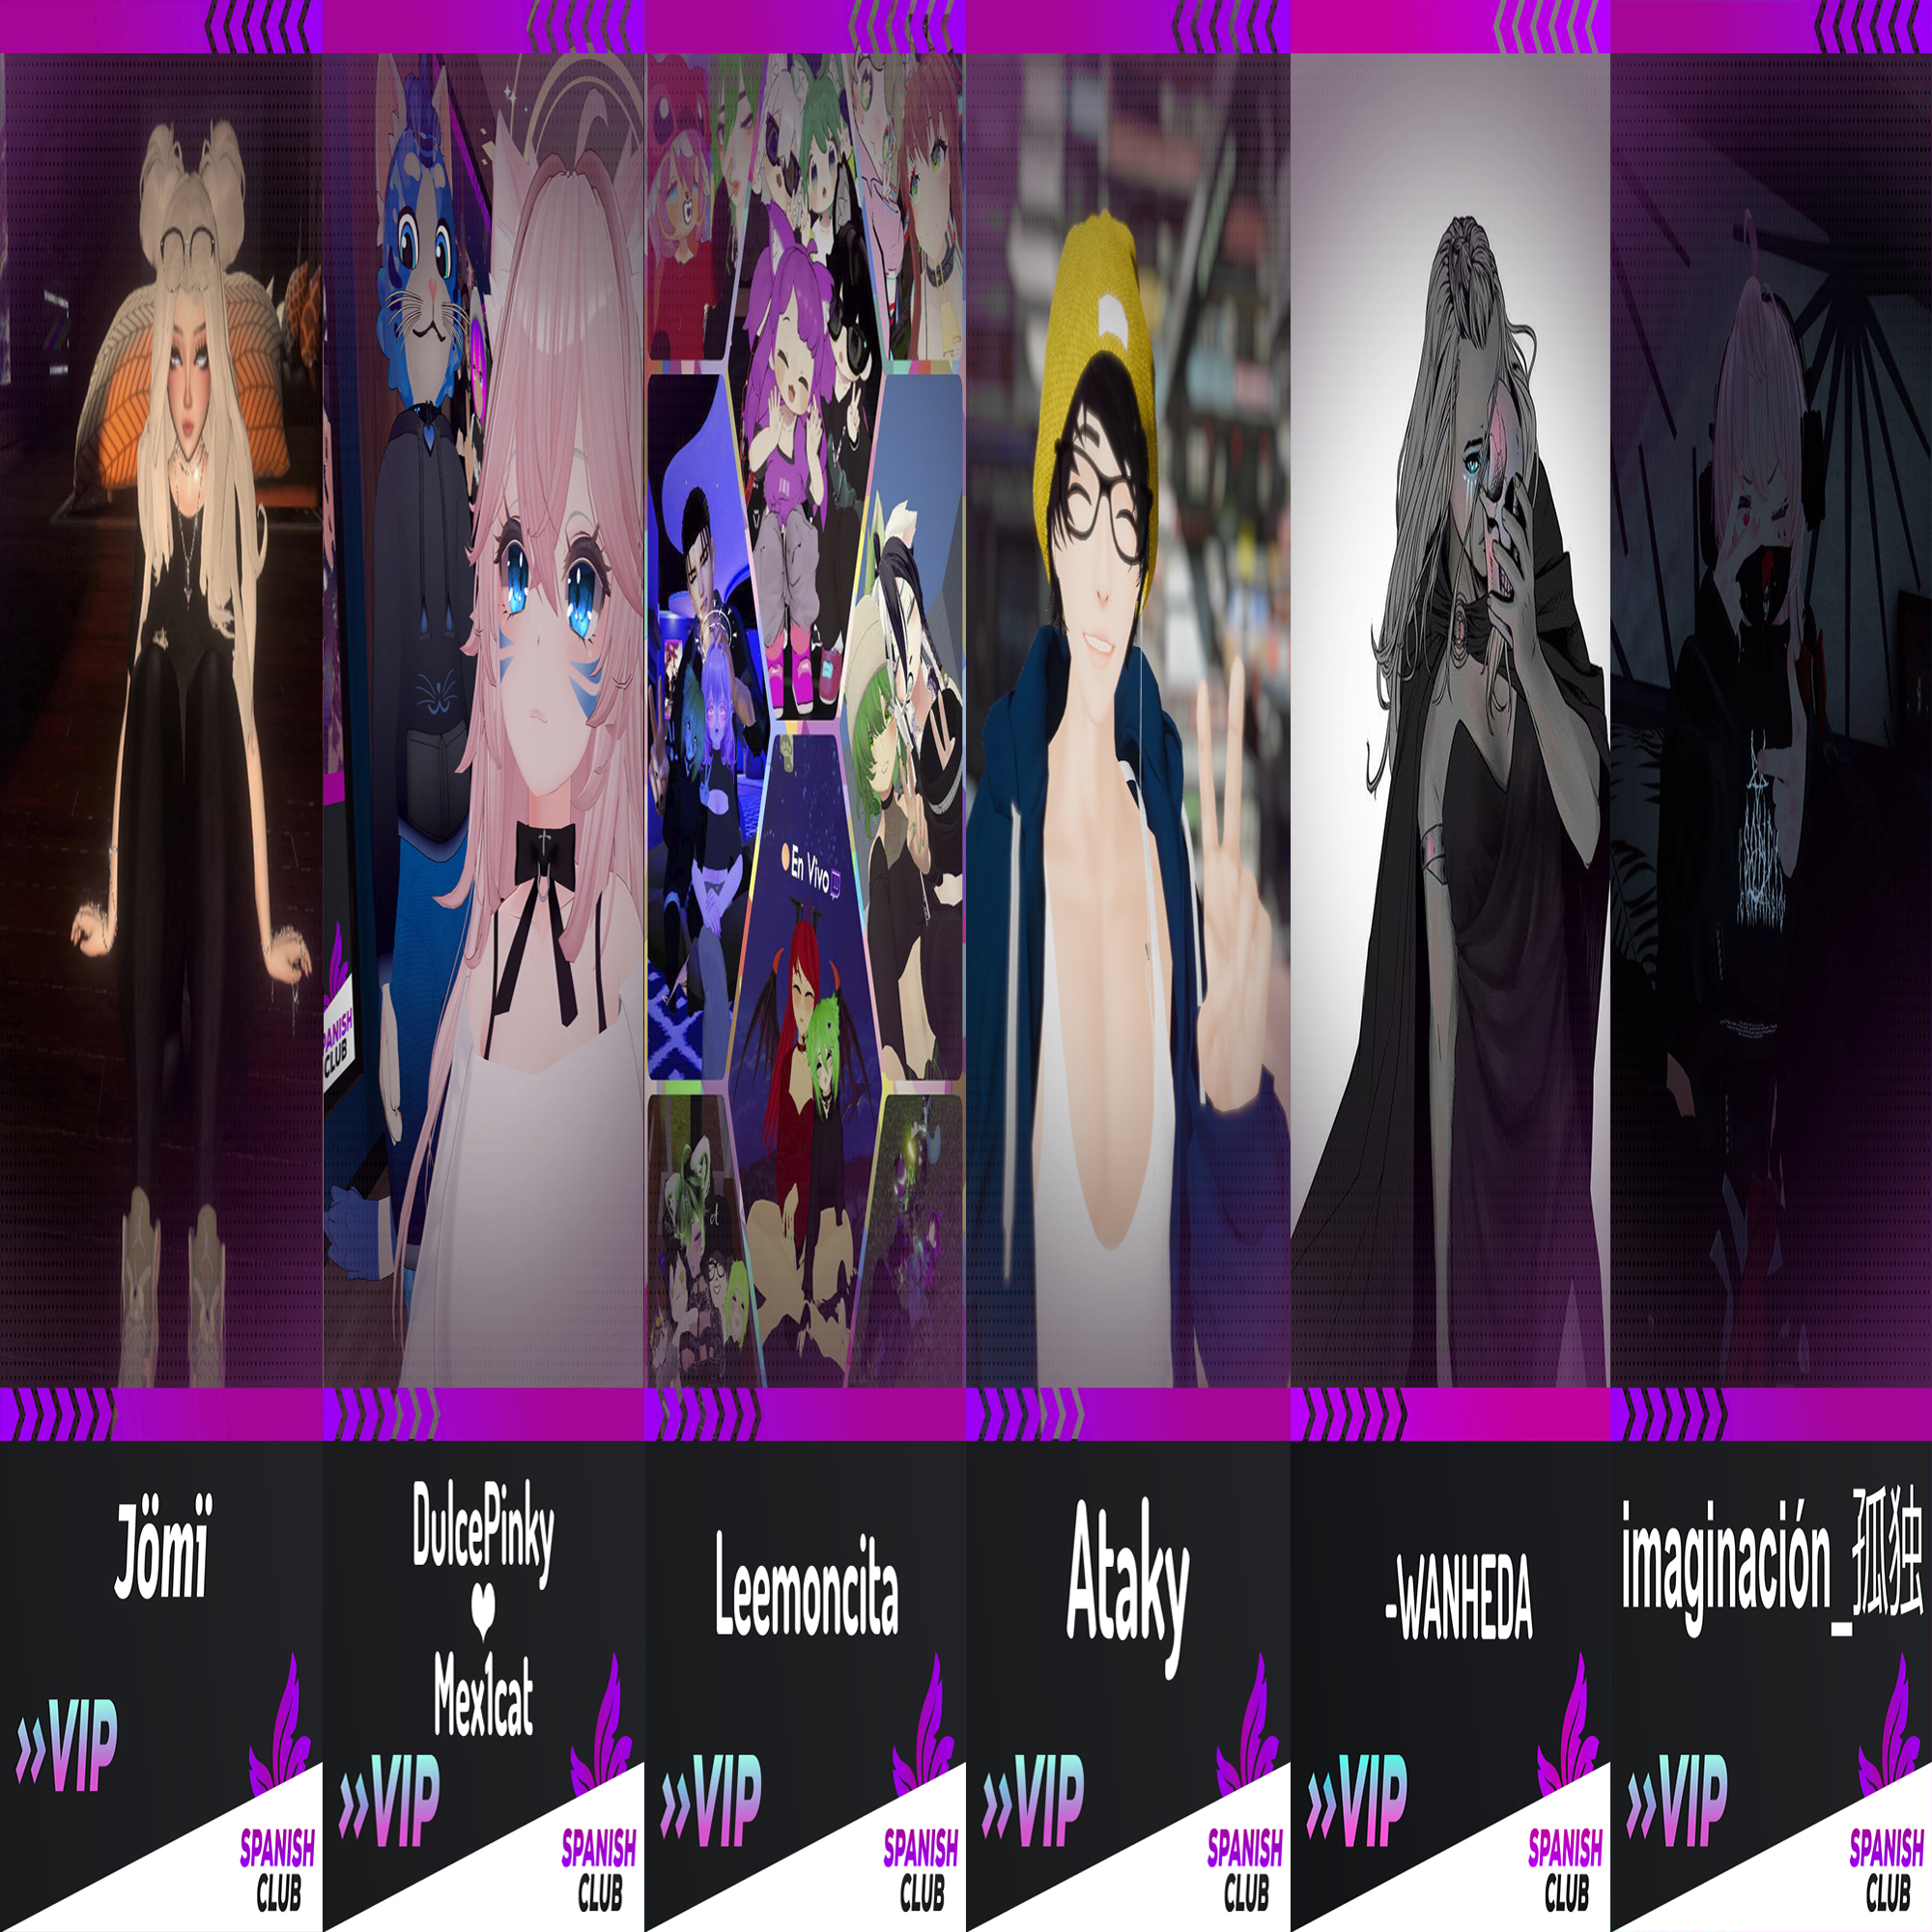 En Vivo
PANISH
CLUB
Jömï
»VIP
SPANISH
CLUB
DulcePinky
♥
Mex1cat
»VIP
SPANISH
CLUB
Leemoncita
»VIP
SPANISH
CLUB
Ataky
»VIP
SPANISH
CLUB
-WANHEDA
»VIP
SPANISH
CLUB
imaginación_孤独
»VIP
SPANISH
CLUB